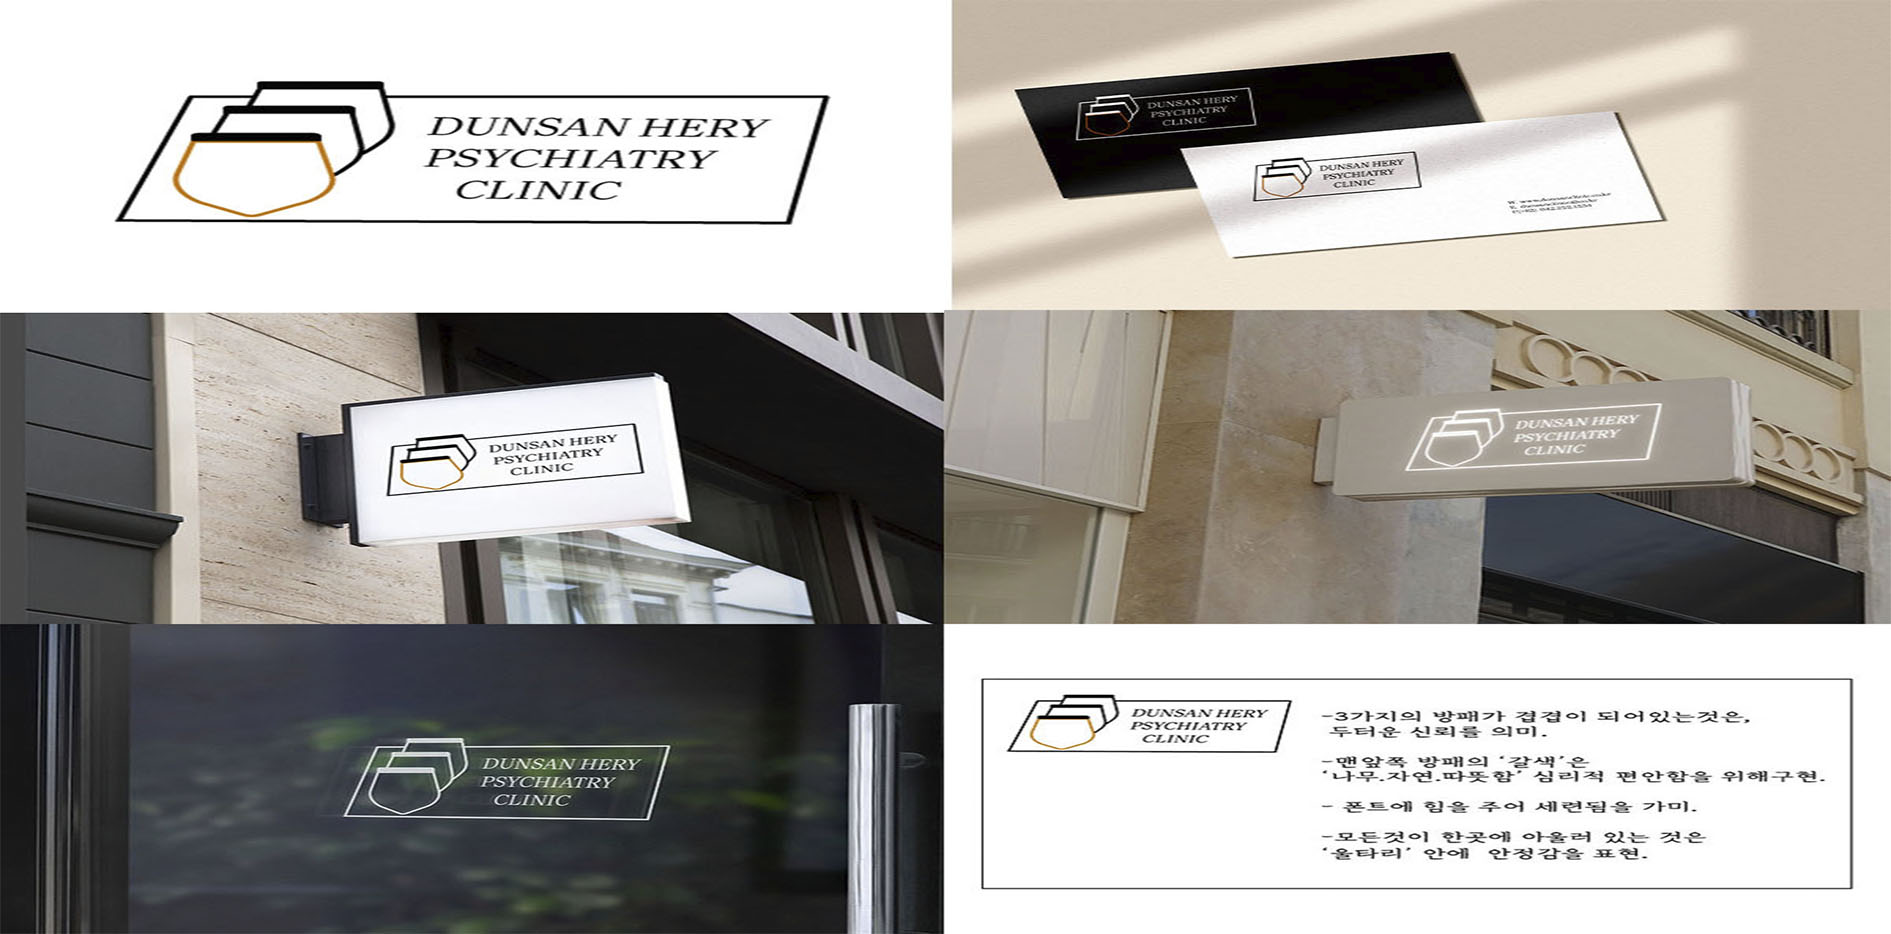 DUNSAN HERY
PSYCHIATRY
CLINIC
DUNSAN HERY
PSYCHIATRY
CLINIC
DUNSAN HERY
PSYCHIATRY
CLINIC
DUNSAN HERY
PSYCHIATRY
CLINIC
DUNSAN HERY
PSYCHIATRY
CLINIC
DUNSAN HERY
PSYCHIATRY
CLINIC
DUNSAN HERY
PSYCHIATRY
CLINIC
-3가지의 방패가 겹겹이 되어있는것은,
두터운 신뢰를 의미.
-맨앞쪽 방패의 '갈색'은
'나무.자연.따뜻함' 심리적 편안함을 위해구현.
- 폰트에 힘을 주어 세련됨을 가미.
-모든것이 한곳에 아울러 있는 것은
'울타리' 안에 안정감을 표현.